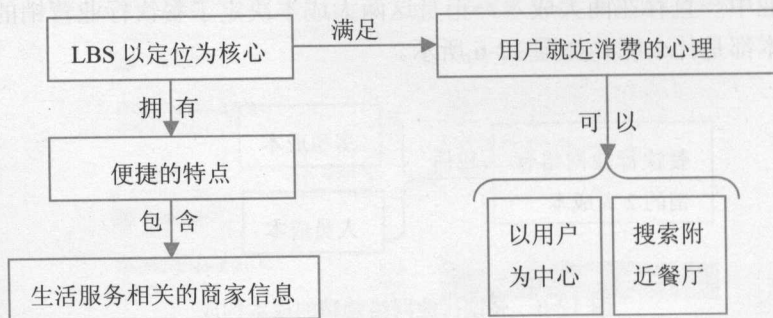 LBS 以定位为核心
满足
用户就近消费的心理
拥有
可以
便捷的特点
包含
以用户
为中心
搜索附
近餐厅
生活服务相关的商家信息